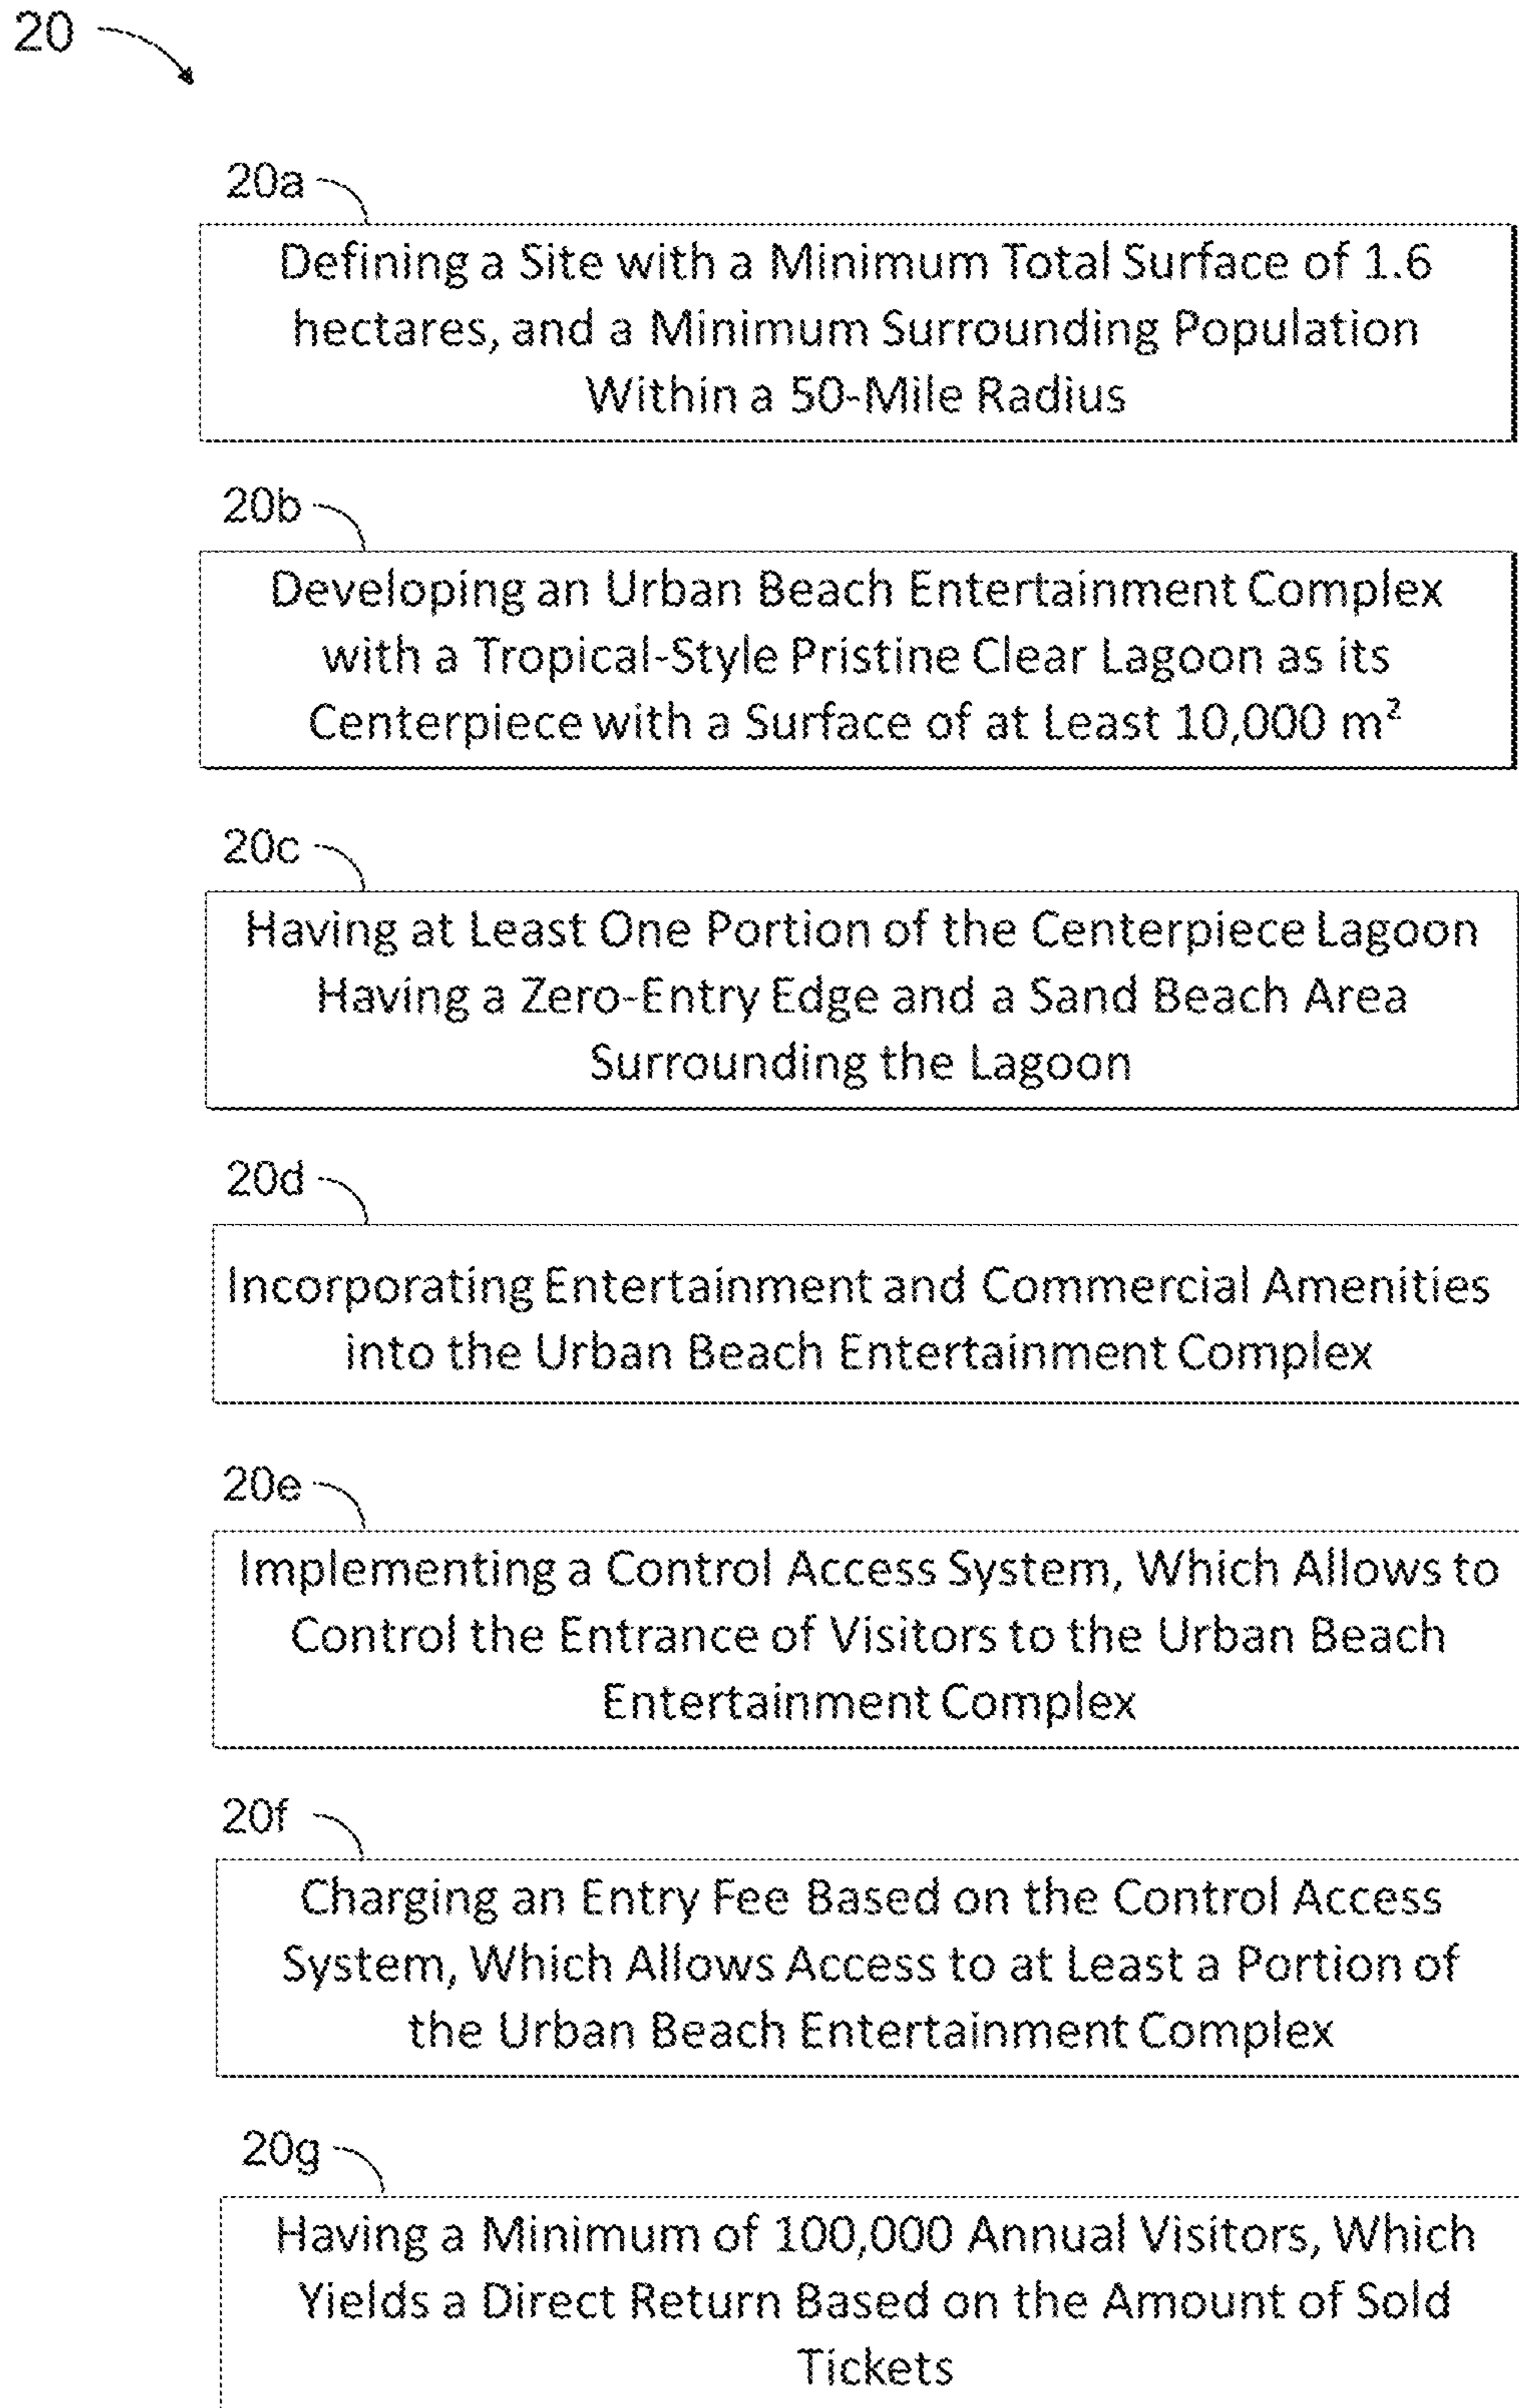 20
20a
Defining a Site with a Minimum Total Surface of 1.6
hectares, and a Minimum Surrounding Population
Within a 50-Mile Radius
20b
Developing an Urban Beach Entertainment Complex
with a Tropical-Style Pristine Clear Lagoon as its
Centerpiece with a Surface of at Least 10,000 m²
20c
Having at Least One Portion of the Centerpiece Lagoon
Having a Zero-Entry Edge and a Sand Beach Area
Surrounding the Lagoon
20d
Incorporating Entertainment and Commercial Amenities
into the Urban Beach Entertainment Complex
20e
Implementing a Control Access System, Which Allows to
Control the Entrance of Visitors to the Urban Beach
Entertainment Complex
20f
Charging an Entry Fee Based on the Control Access
System, Which Allows Access to at Least a Portion of
the Urban Beach Entertainment Complex
20g
Having a Minimum of 100,000 Annual Visitors, Which
Yields a Direct Return Based on the Amount of Sold
Tickets